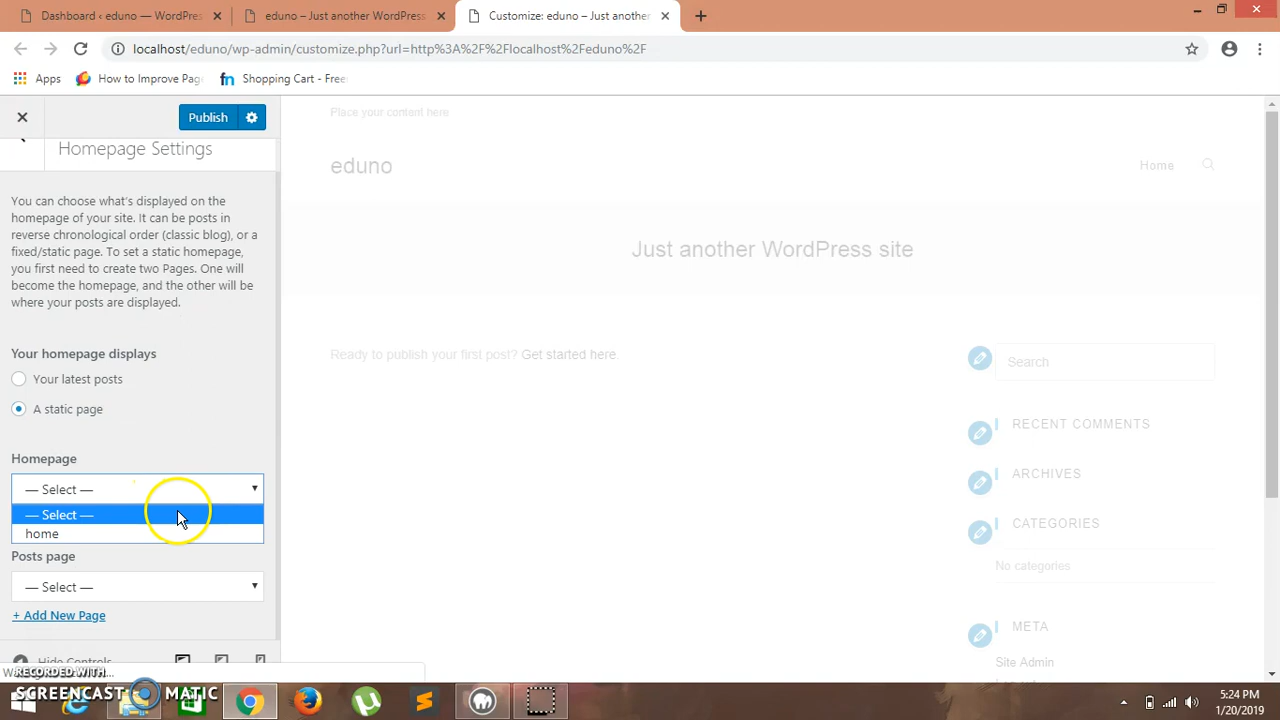 Dashboard ‹ eduno — WordPres
eduno – Just another WordPress
Customize: eduno – Just another
localhost/eduno/wp-admin/customize.php?url=http%3A%2F%2Flocalhost%2Feduno%2F
Apps
How to Improve Pag
fn
Shopping Cart - Free
Publish
Homepage Settings
You can choose what's displayed on the
homepage of your site. It can be posts in
reverse chronological order (classic blog), or a
fixed/static page. To set a static homepage,
you first need to create two Pages. One will
become the homepage, and the other will be
where your posts are displayed.
Your homepage displays
Your latest posts
A static page
Homepage
— Select —
— Select —
home
Posts page
— Select —
+ Add New Page
Hide Controls
Place your content here
eduno
Home
Just another WordPress site
Ready to publish your first post? Get started here.
Search
RECENT COMMENTS
ARCHIVES
CATEGORIES
No categories
META
Site Admin
RECORDED WITH
SCREENCAST MATIC
5:24 PM
1/20/2019